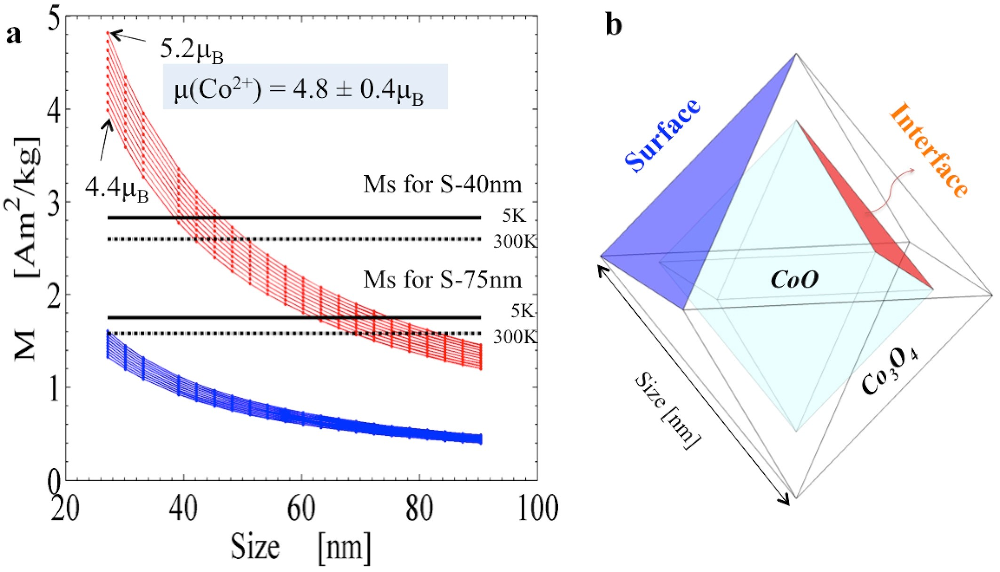 a
5
4
3
2
1
0
M [Am²/kg]
5.2μB
μ(Co²⁺) = 4.8 ± 0.4μB
4.4μB
Ms for S-40nm
5K
300K
Ms for S-75nm
5K
300K
20 40 60 80 100
Size [nm]
b
Surface
Interface
CoO
Co₃O₄
Size [nm]